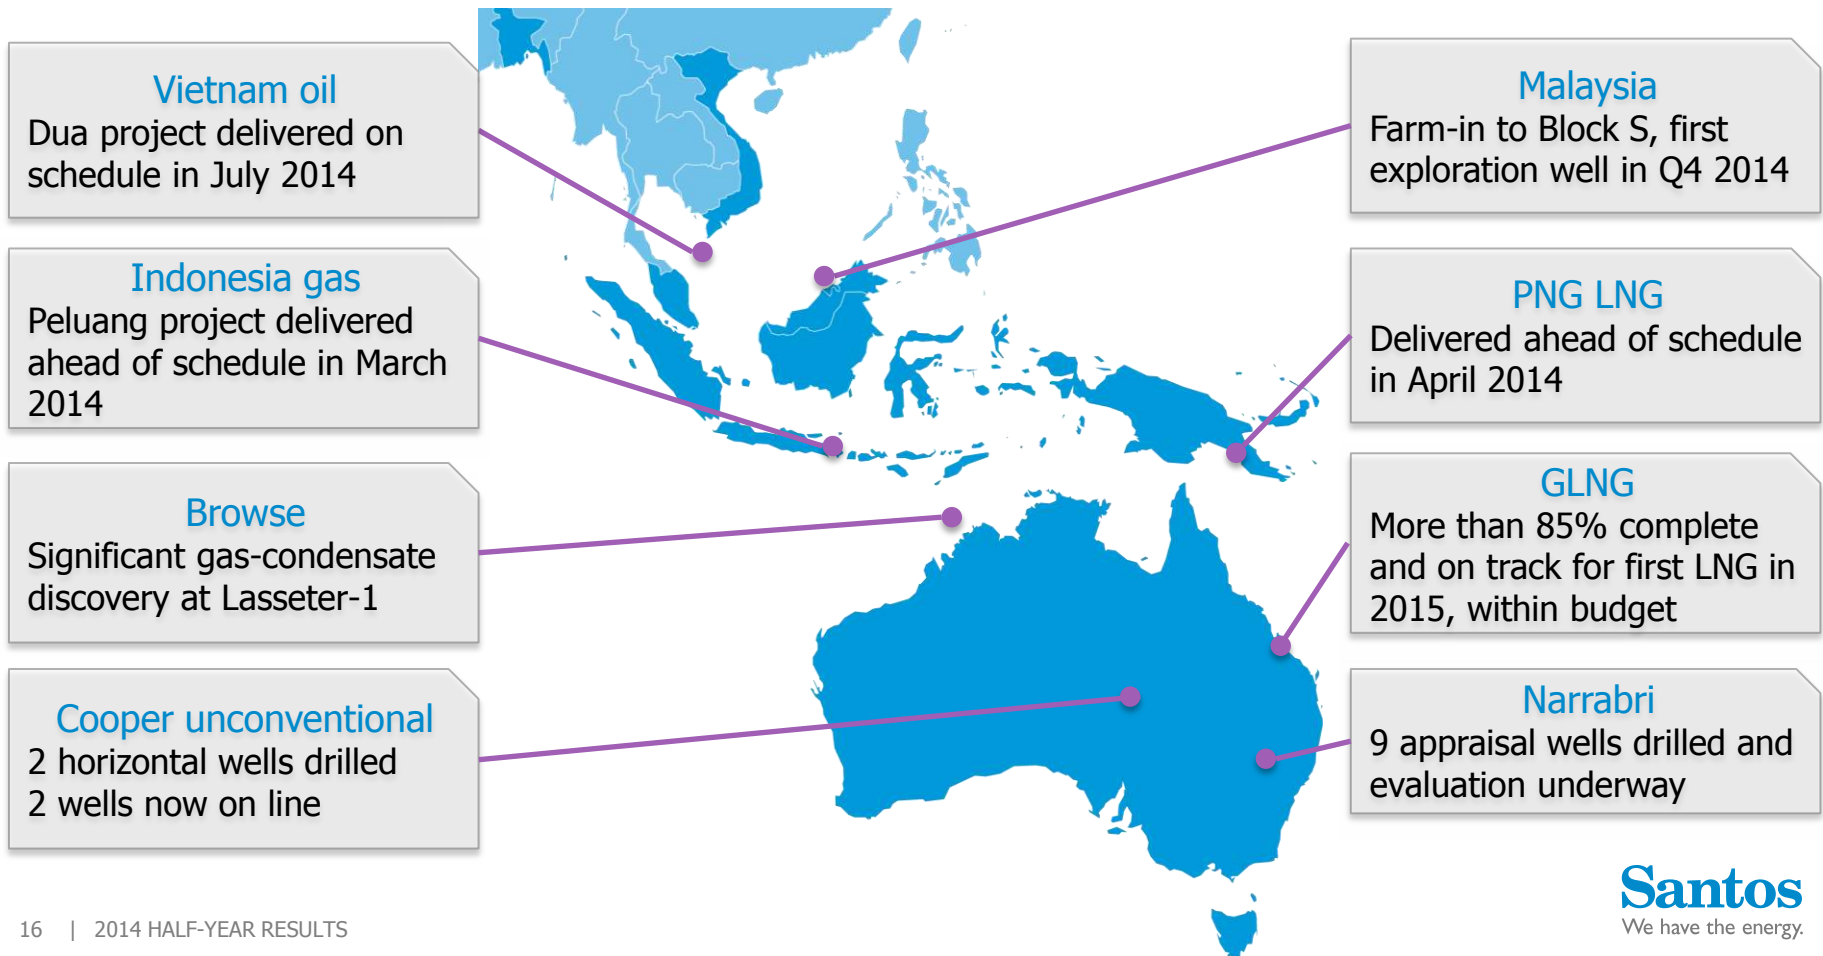 Vietnam oil
Dua project delivered on
schedule in July 2014
Indonesia gas
Peluang project delivered
ahead of schedule in March
2014
Browse
Significant gas-condensate
discovery at Lasseter-1
Cooper unconventional
2 horizontal wells drilled
2 wells now on line
Malaysia
Farm-in to Block S, first
exploration well in Q4 2014
PNG LNG
Delivered ahead of schedule
in April 2014
GLNG
More than 85% complete
and on track for first LNG in
2015, within budget
Narrabri
9 appraisal wells drilled and
evaluation underway
Santos
We have the energy.
16 | 2014 HALF-YEAR RESULTS